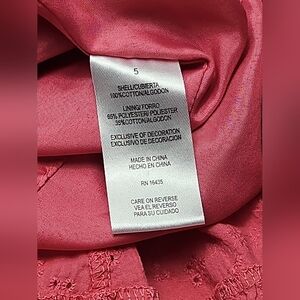 5
SHELL/CUBIERTA
100%COTTON/ALGODON
LINING/ FORRO
65% POLYESTER/ POLIESTER
35%COTTON/ALGODON
EXCLUSIVE OF DECORATION
EXCLUSIVO DE DECORACION
MADE IN CHINA
HECHO EN CHINA
RN 16435
CARE ON REVERSE
VEA EL REVERSO
PARA SU CUIDADO